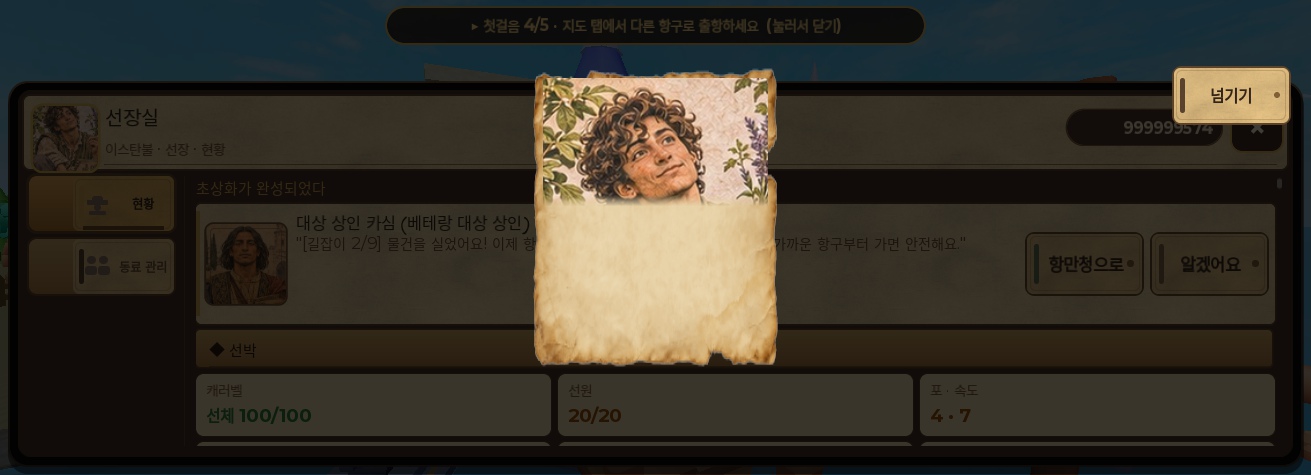 ▸ 첫걸음 4/5 · 지도 탭에서 다른 항구로 출항하세요 (눌러서 닫기)
넘기기
선장실
이스탄불 · 선장 · 현황
999999574
현황
동료 관리
초상화가 완성되었다
대상 상인 카심 (베테랑 대상 상인)
"[길잡이 2/9] 물건을 실었어요! 이제 항
가까운 항구부터 가면 안전해요."
항만청으로
알겠어요
◆ 선박
캐러벨
선체 100/100
선원
20/20
포 · 속도
4 · 7